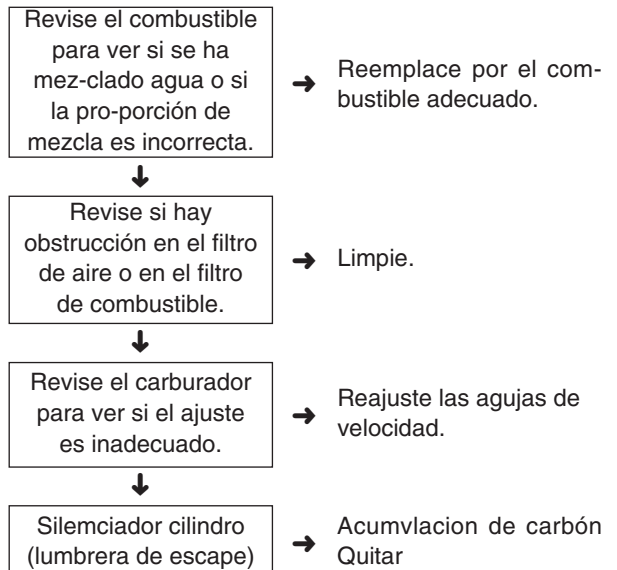 Revise el combustible
para ver si se ha
mez-clado agua o si
la pro-porción de
mezcla es incorrecta.
➜ Reemplace por el com-
bustible adecuado.
Revise si hay
obstrucción en el filtro
de aire o en el filtro
de combustible.
➜ Limpie.
Revise el carburador
para ver si el ajuste
es inadecuado.
➜ Reajuste las agujas de
velocidad.
Silemciador cilindro
(lumbrera de escape)
➜ Acumvlacion de carbón
Quitar